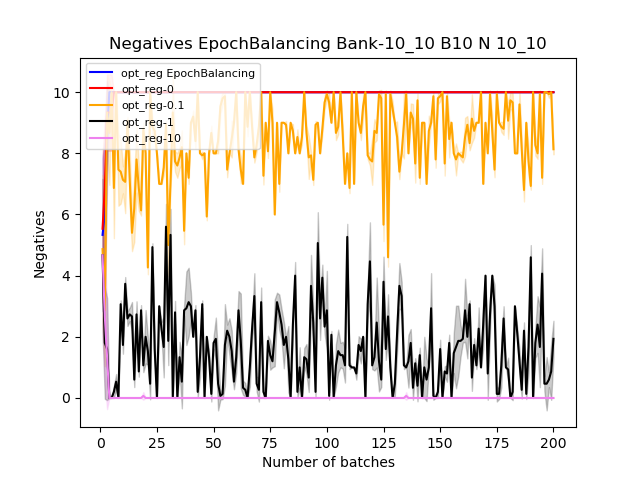 Negatives EpochBalancing Bank-10_10 B10 N 10_10
opt_reg EpochBalancing
opt_reg-0
opt_reg-0.1
opt_reg-1
opt_reg-10
Negatives
10
8
6
4
2
0
0 25 50 75 100 125 150 175 200
Number of batches